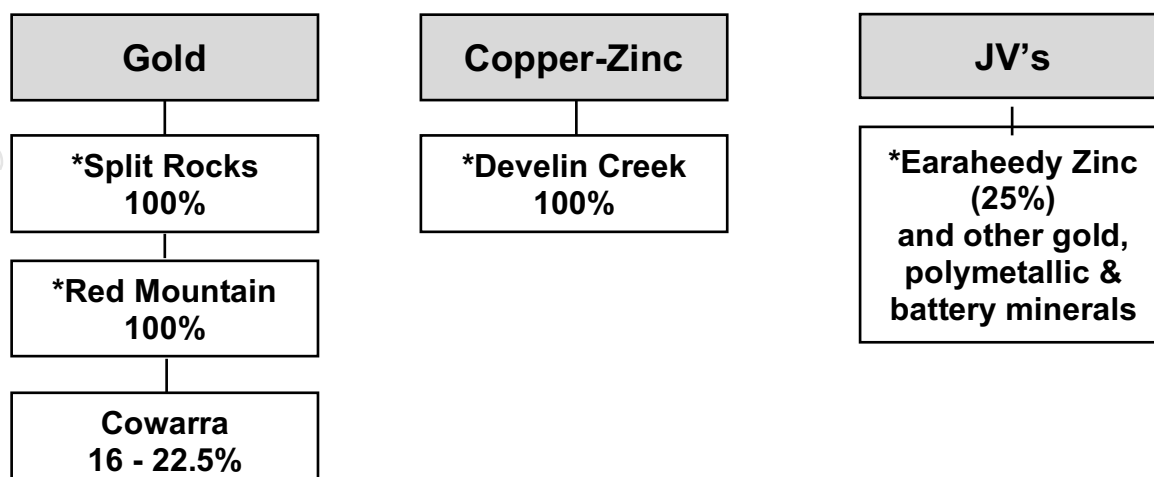 Gold
*Split Rocks
100%
*Red Mountain
100%
Cowarra
16 - 22.5%
Copper-Zinc
*Develin Creek
100%
JV’s
*Earaheedy Zinc
(25%)
and other gold,
polymetallic &
battery minerals